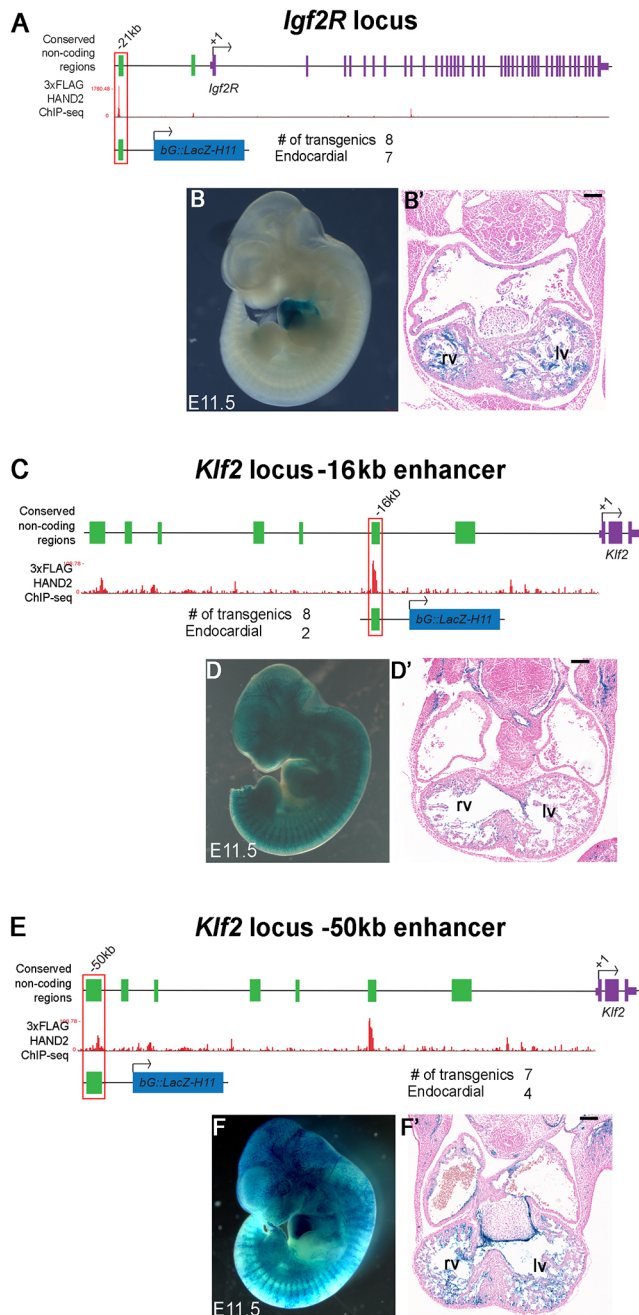 A
Igf2R locus
-21kb
Conserved
non-coding
regions
+1
Igf2R
3xFLAG
HAND2
ChIP-seq
1760.48
0
bG::LacZ-H11
# of transgenics 8
Endocardial 7
B
E11.5
B'
rv
lv
C
Klf2 locus -16kb enhancer
-16kb
Conserved
non-coding
regions
+1
Klf2
3xFLAG
HAND2
ChIP-seq
0
# of transgenics 8
Endocardial 2
bG::LacZ-H11
D
E11.5
D'
rv
lv
E
Klf2 locus -50kb enhancer
-50kb
Conserved
non-coding
regions
+1
Klf2
3xFLAG
HAND2
ChIP-seq
0
bG::LacZ-H11
# of transgenics 7
Endocardial 4
F
E11.5
F'
rv
lv